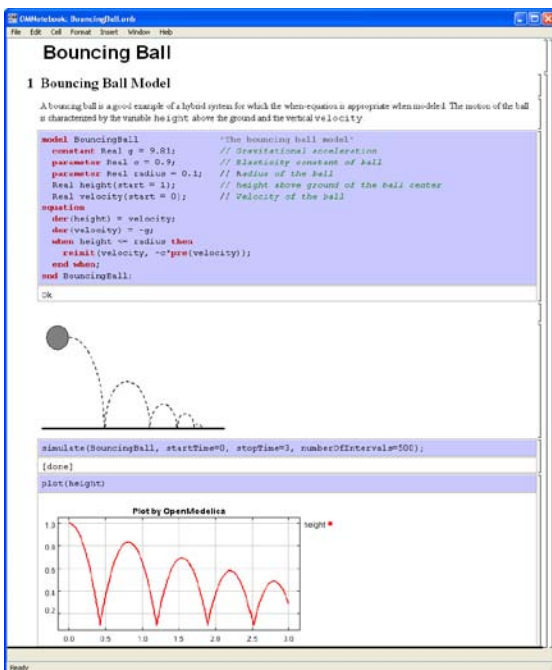 OMNotebook: BouncingBall.onb
File Edit Cell Format Insert Window Help
Bouncing Ball
1 Bouncing Ball Model
A bouncing ball is a good example of a hybrid system for which the when-equation is appropriate when modeled. The motion of the ball
is characterized by the variable height above the ground and the vertical velocity
model BouncingBall "The bouncing ball model"
constant Real g = 9.81; // Gravitational acceleration
parameter Real c = 0.9; // Elasticity constant of ball
parameter Real radius = 0.1; // Radius of the ball
Real height(start = 1); // height above ground of the ball center
Real velocity(start = 0); // Velocity of the ball
equation
der(height) = velocity;
der(velocity) = -g;
when height <= radius then
reinit(velocity, -c*pre(velocity));
end when;
end BouncingBall;
Ok
simulate(BouncingBall, startTime=0, stopTime=3, numberOfIntervals=500);
[done]
plot(height)
Plot by OpenModelica
height
1.0
0.8
0.6
0.4
0.2
0.0 0.5 1.0 1.5 2.0 2.5 3.0
Ready